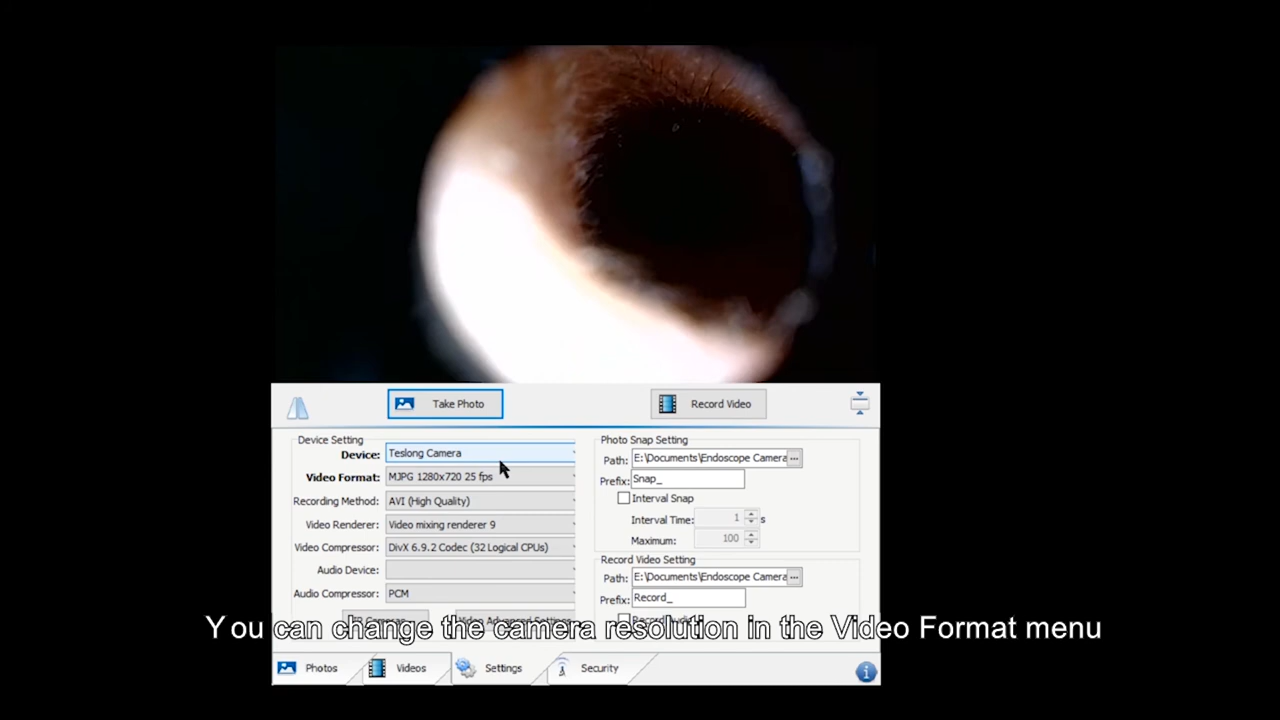 Take Photo
Record Video
Device Setting
Device: Teslong Camera
Video Format: MJPG 1280x720 25 fps
Recording Method: AVI (High Quality)
Video Renderer: Video mixing renderer 9
Video Compressor: DivX 6.9.2 Codec (32 Logical CPUs)
Audio Device:
Audio Compressor: PCM
Video Advanced Settings
Photo Snap Setting
Path: E:\Documents\Endoscope Camera ...
Prefix: Snap_
Interval Snap
Interval Time: 1 s
Maximum: 100
Record Video Setting
Path: E:\Documents\Endoscope Camera ...
Prefix: Record_
You can change the camera resolution in the Video Format menu
Photos
Videos
Settings
Security